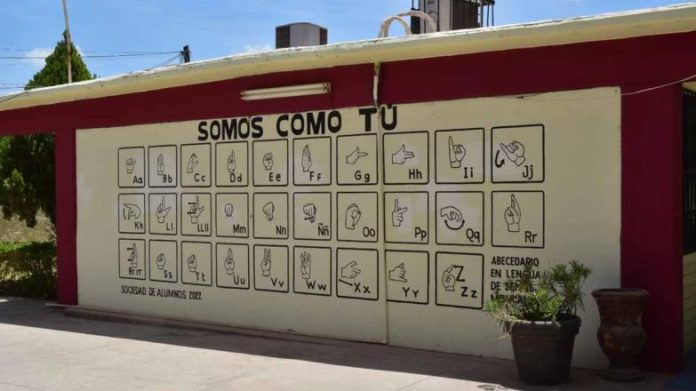 SOMOS COMO TÚ
Aa Bb Cc Dd Ee Ff Gg Hh Ii Jj
Kk Ll LLll Mm Nn Ññ Oo Pp Qq Rr
Rr rr Ss Tt Uu Vv Ww Xx Yy Zz
ABECEDARIO
EN LENGUA
DE
SOCIEDAD DE ALUMNOS 2022